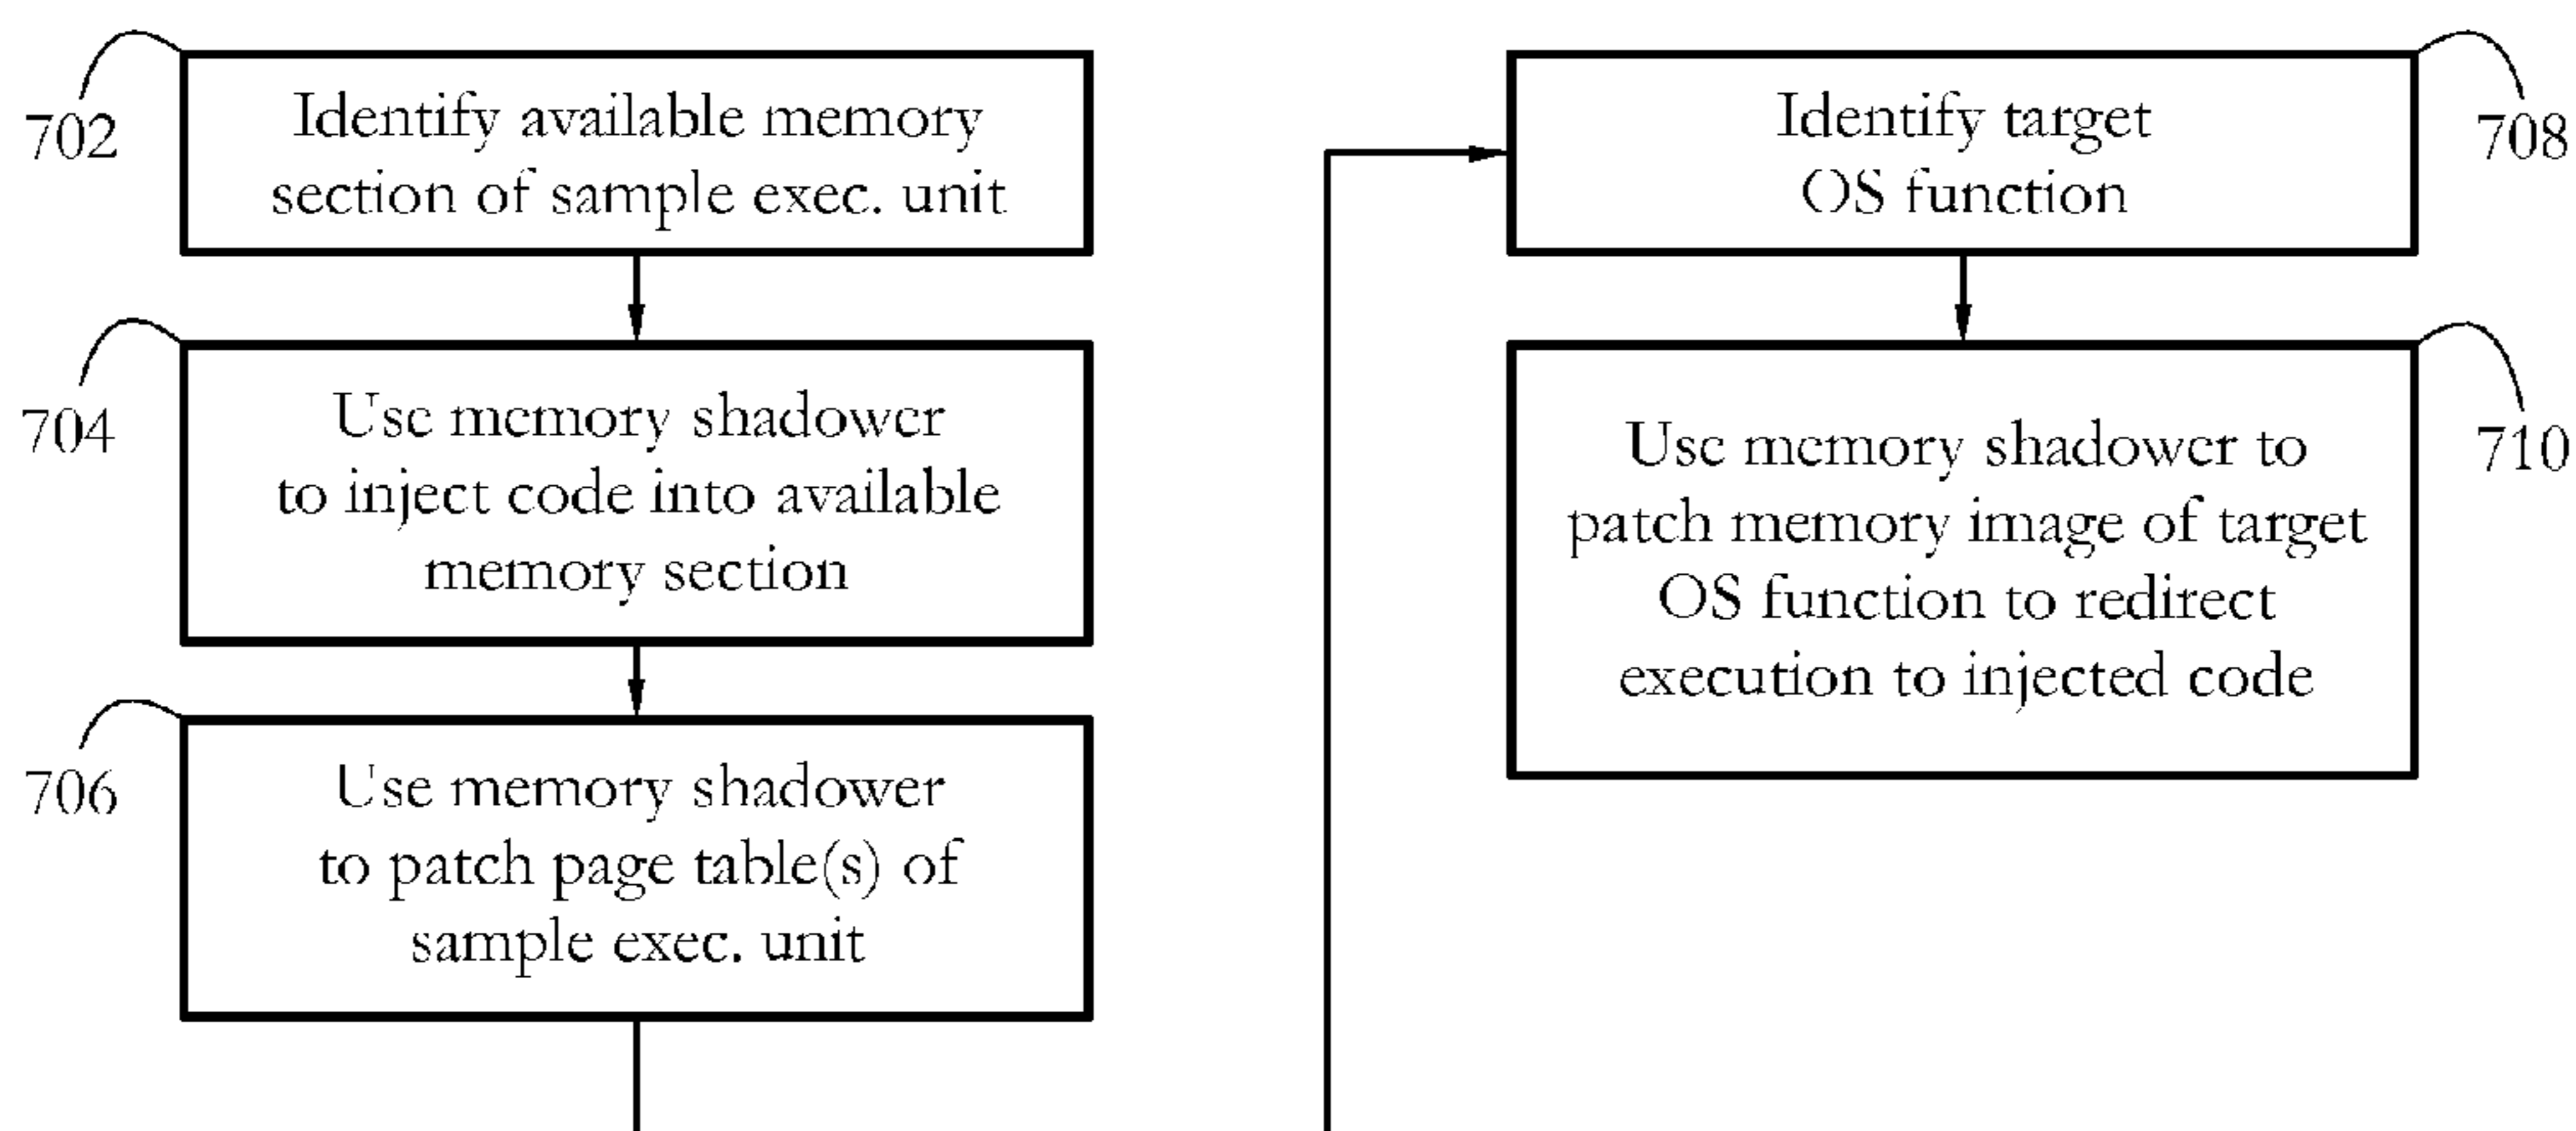 702
Identify available memory
section of sample exec. unit
704
Use memory shadower
to inject code into available
memory section
706
Use memory shadower
to patch page table(s) of
sample exec. unit
708
Identify target
OS function
710
Use memory shadower to
patch memory image of target
OS function to redirect
execution to injected code